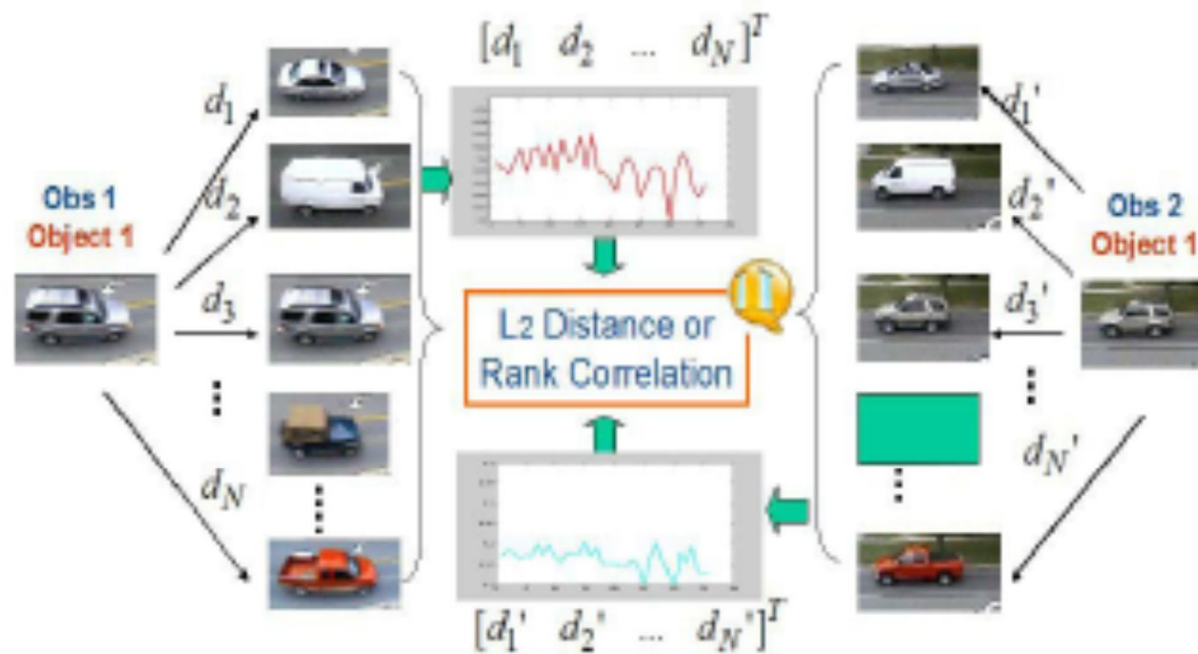 [d1 d2 ... dN]^T
d1
d2
d3
dN
Obs 1
Object 1
L2 Distance or
Rank Correlation
d1'
d2'
d3'
dN'
Obs 2
Object 1
[d1' d2' ... dN']^T